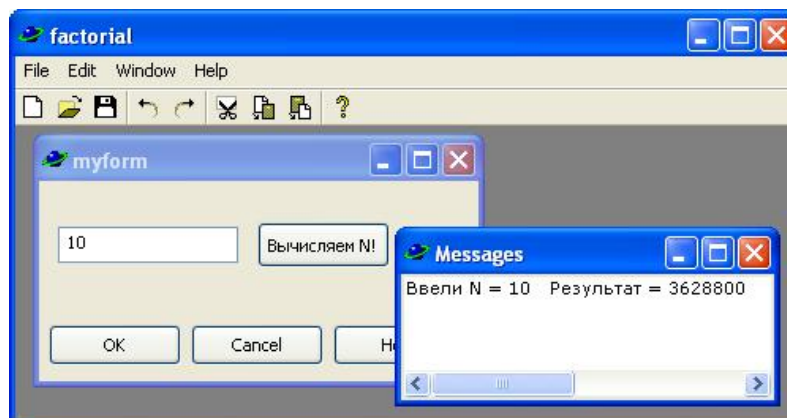 factorial
File Edit Window Help
myform
10
Вычисляем N!
Messages
Ввели N = 10 Результат = 3628800
OK
Cancel